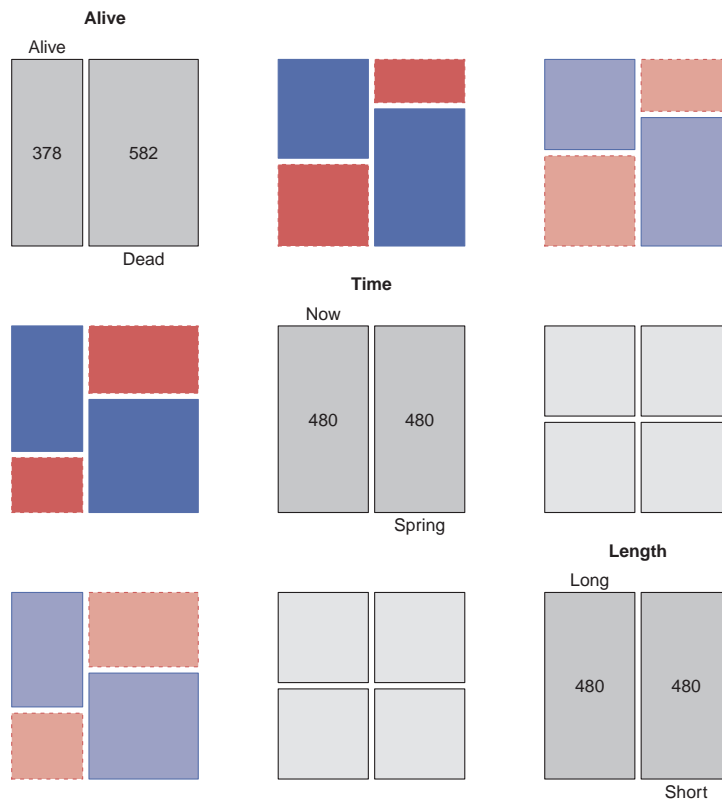 Alive
Alive
378
582
Dead
Time
Now
480
480
Spring
Length
Long
480
480
Short